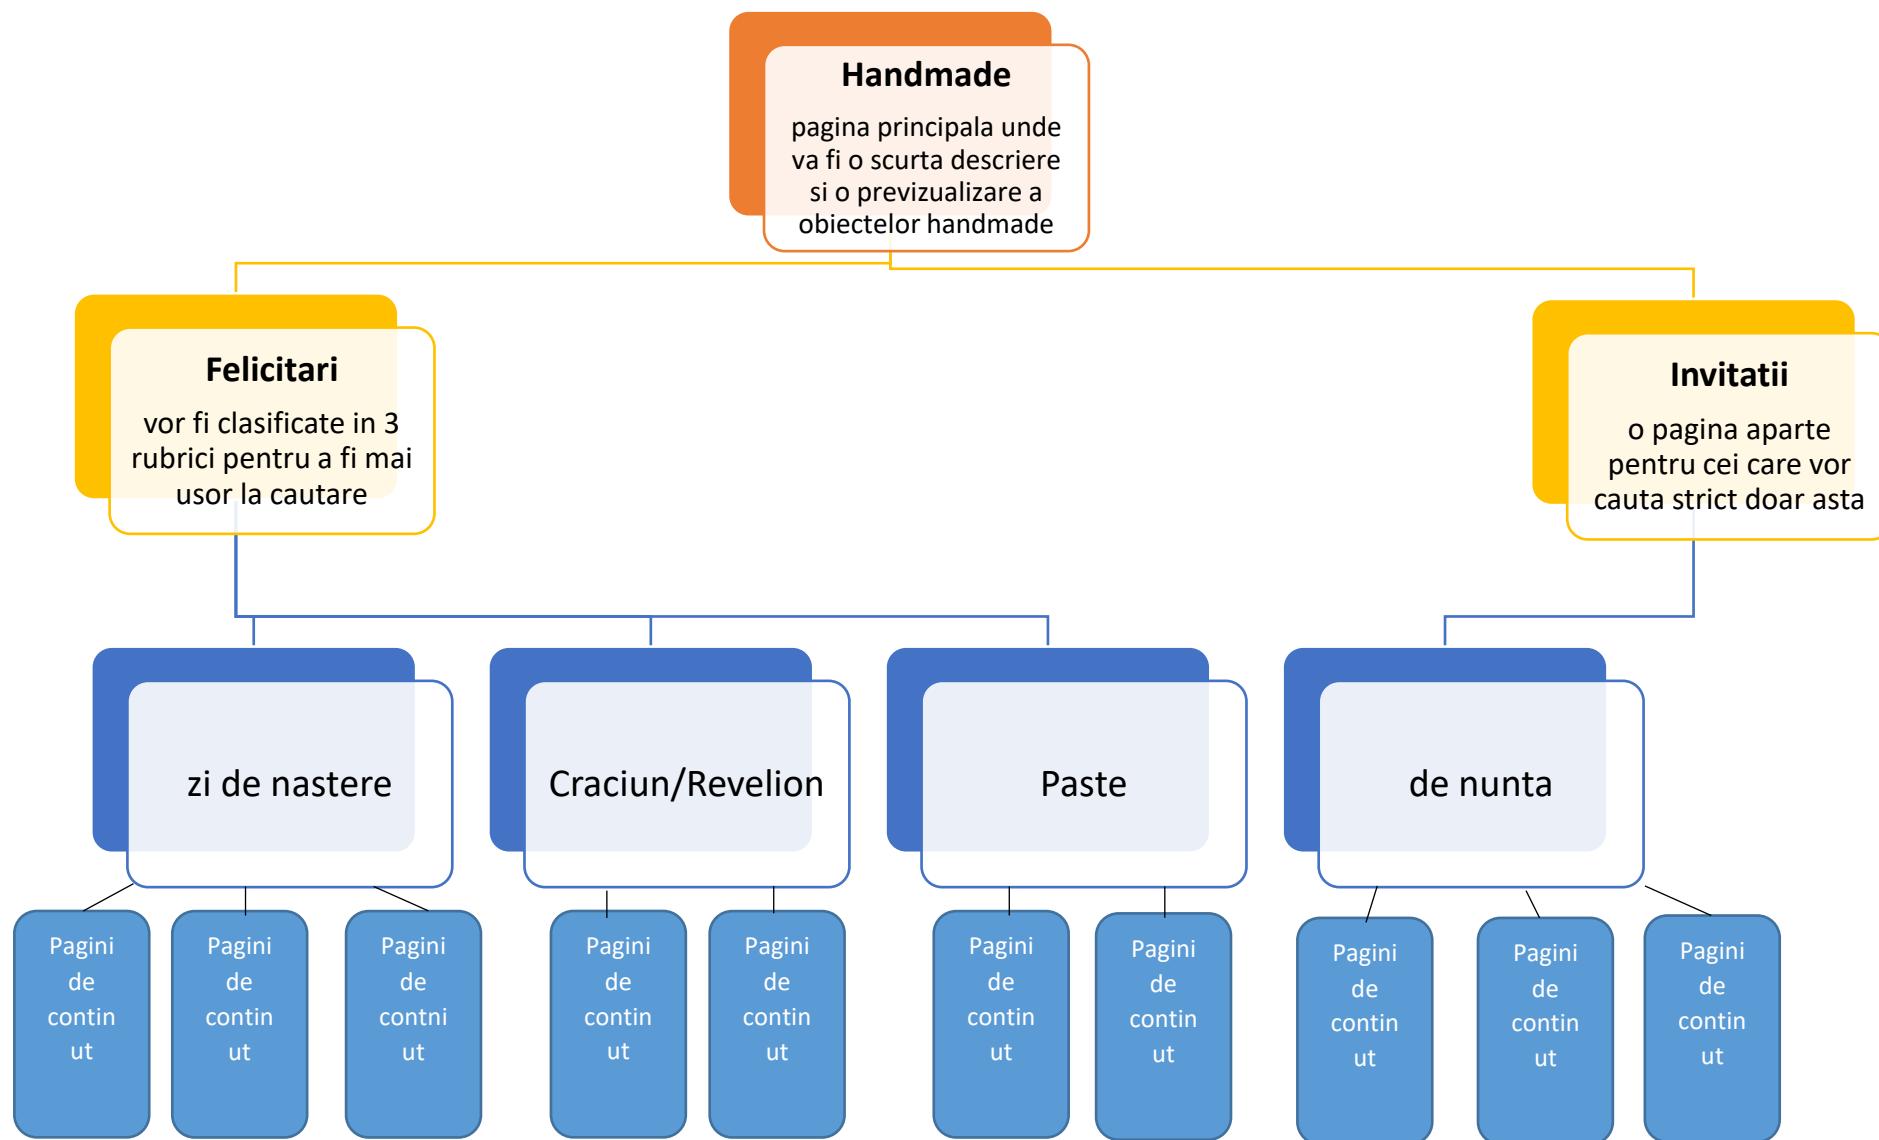 Handmade
pagina principala unde
va fi o scurta descriere
si o previzualizare a
obiectelor handmade
Felicitari
vor fi clasificate in 3
rubrici pentru a fi mai
usor la cautare
Invitatii
o pagina aparte
pentru cei care vor
cauta strict doar asta
zi de nastere
Craciun/Revelion
Paste
de nunta
Pagini
de
contin
ut
Pagini
de
contin
ut
Pagini
de
contni
ut
Pagini
de
contin
ut
Pagini
de
contin
ut
Pagini
de
contin
ut
Pagini
de
contin
ut
Pagini
de
contin
ut
Pagini
de
contin
ut
Pagini
de
contin
ut